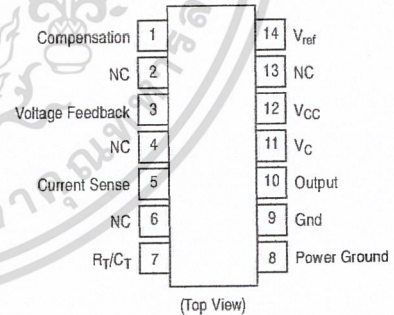 Compensation 1 14 Vref
NC 2 13 NC
Voltage Feedback 3 12 VCC
NC 4 11 VC
Current Sense 5 10 Output
NC 6 9 Gnd
RT/CT 7 8 Power Ground
(Top View)